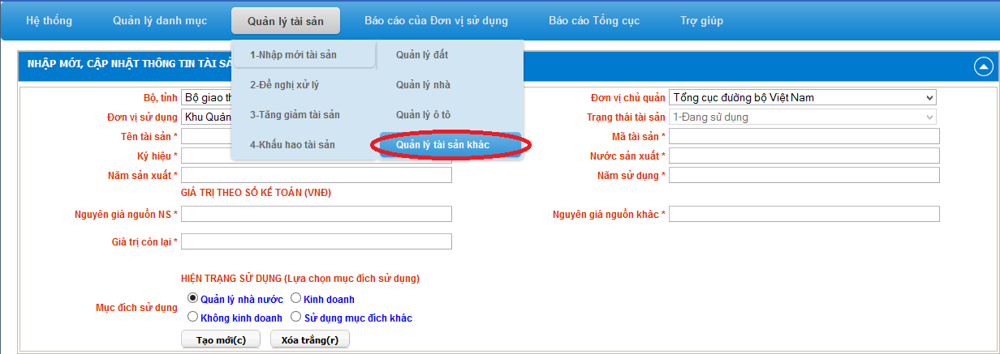 Hệ thống Quản lý danh mục Quản lý tài sản Báo cáo của Đơn vị sử dụng Báo cáo Tổng cục Trợ giúp
1-Nhập mới tài sản Quản lý đất
NHẬP MỚI, CẬP NHẬT THÔNG TIN TÀI
2-Đề nghị xử lý Quản lý nhà
Bộ, tỉnh Bộ giao Đơn vị chủ quản Tổng cục đường bộ Việt Nam
Đơn vị sử dụng Khu 3-Tăng giảm tài sản Quản lý ô tô Trạng thái tài sản 1-Đang sử dụng
Tên tài sản * Mã tài sản *
4-Khấu hao tài sản Quản lý tài sản khác
Ký hiệu * Nước sản xuất *
Năm sản xuất * Năm sử dụng *
GIÁ TRỊ THEO SỔ KẾ TOÁN (VNĐ)
Nguyên giá nguồn NS * Nguyên giá nguồn khác *
Giá trị còn lại *
HIỆN TRẠNG SỬ DỤNG (Lựa chọn mục đích sử dụng)
Mục đích sử dụng Quản lý nhà nước Kinh doanh
Không kinh doanh Sử dụng mục đích khác
Tạo mới(c) Xóa trắng(r)